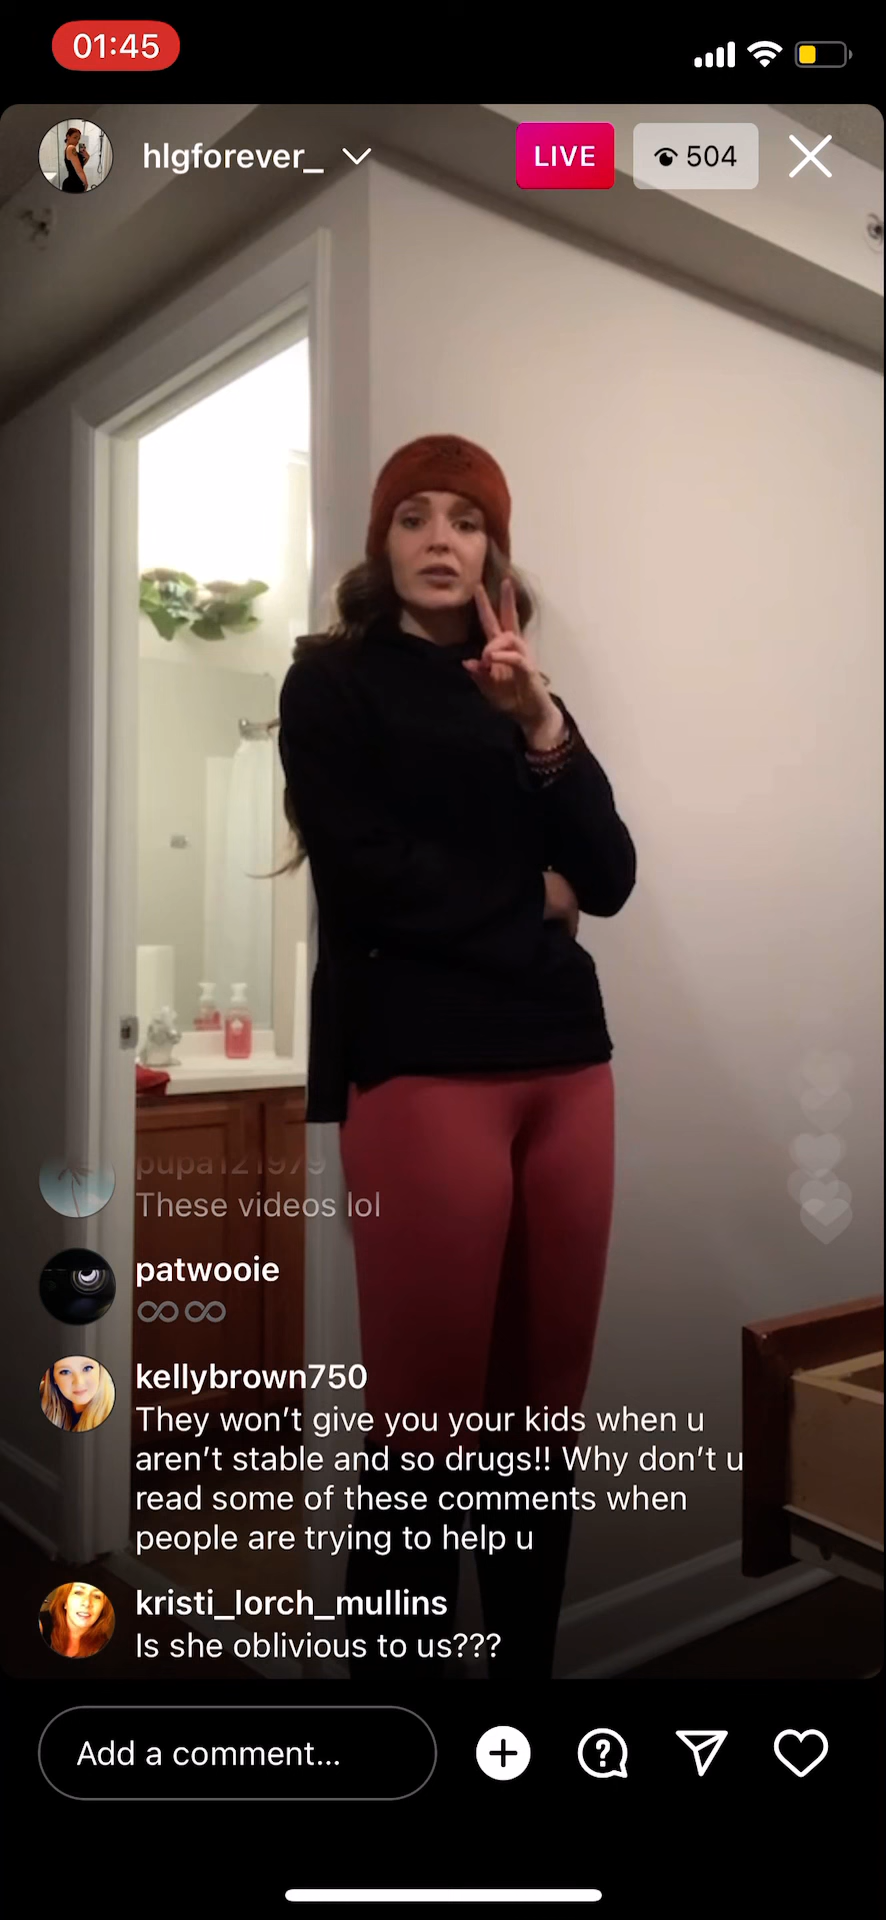 01:45
hlgforever_
LIVE
504
pupa121979
These videos lol
patwooie
∞∞
kellybrown750
They won't give you your kids when u
aren't stable and so drugs!! Why don't u
read some of these comments when
people are trying to help u
kristi_lorch_mullins
Is she oblivious to us???
Add a comment...